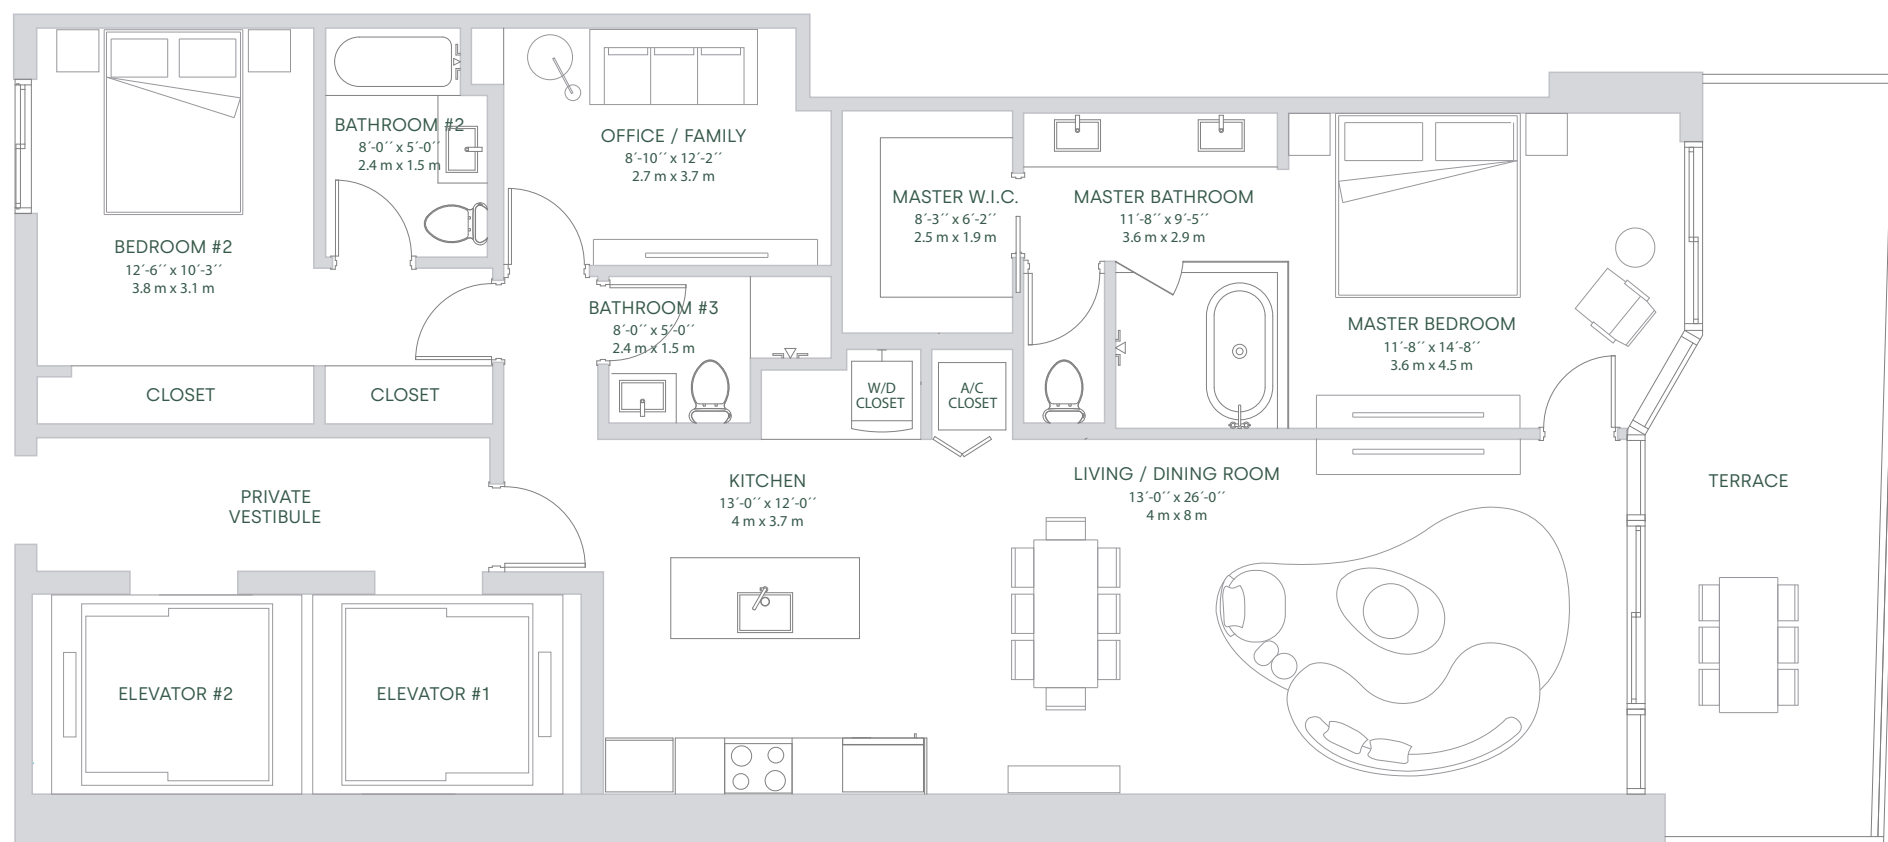 BATHROOM #2
8´-0´´ x 5´-0´´
2.4 m x 1.5 m
OFFICE / FAMILY
8´-10´´ x 12´-2´´
2.7 m x 3.7 m
BEDROOM #2
12´-6´´ x 10´-3´´
3.8 m x 3.1 m
MASTER W.I.C.
8´-3´´ x 6´-2´´
2.5 m x 1.9 m
MASTER BATHROOM
11´-8´´ x 9´-5´´
3.6 m x 2.9 m
BATHROOM #3
8´-0´´ x 5´-0´´
2.4 m x 1.5 m
MASTER BEDROOM
11´-8´´ x 14´-8´´
3.6 m x 4.5 m
CLOSET
CLOSET
W/D
CLOSET
A/C
CLOSET
PRIVATE
VESTIBULE
KITCHEN
13´-0´´ x 12´-0´´
4 m x 3.7 m
LIVING / DINING ROOM
13´-0´´ x 26´-0´´
4 m x 8 m
TERRACE
ELEVATOR #2
ELEVATOR #1